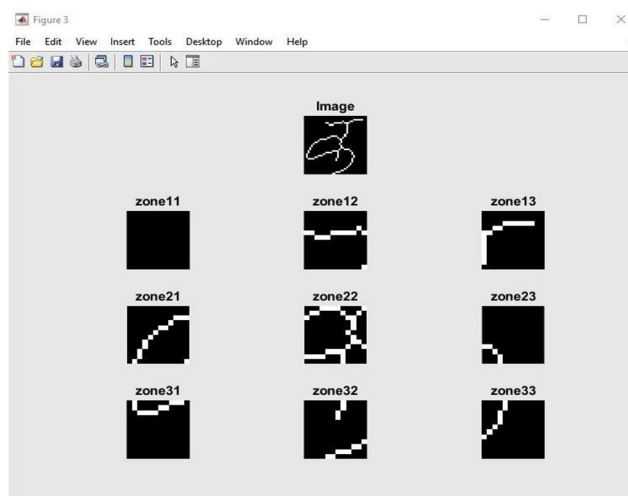 Figure 3
File Edit View Insert Tools Desktop Window Help
Image
zone11 zone12 zone13
zone21 zone22 zone23
zone31 zone32 zone33